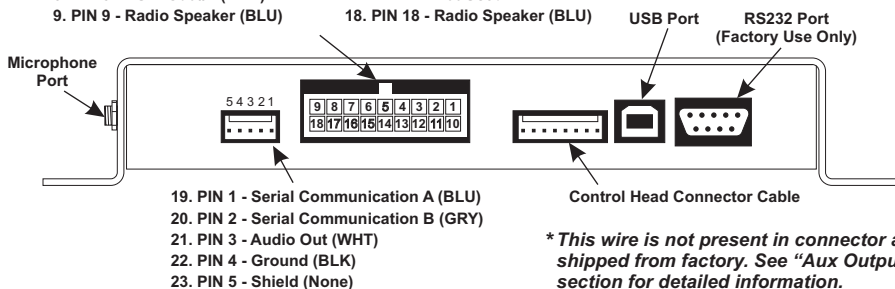 9. PIN 9 - Radio Speaker (BLU)
18. PIN 18 - Radio Speaker (BLU)
USB Port
RS232 Port
(Factory Use Only)
Microphone
Port
5 4 3 2 1
9 8 7 6 5 4 3 2 1
18 17 16 15 14 13 12 11 10
19. PIN 1 - Serial Communication A (BLU)
20. PIN 2 - Serial Communication B (GRY)
21. PIN 3 - Audio Out (WHT)
22. PIN 4 - Ground (BLK)
23. PIN 5 - Shield (None)
Control Head Connector Cable
* This wire is not present in connector a
shipped from factory. See “Aux Outpu
section for detailed information.